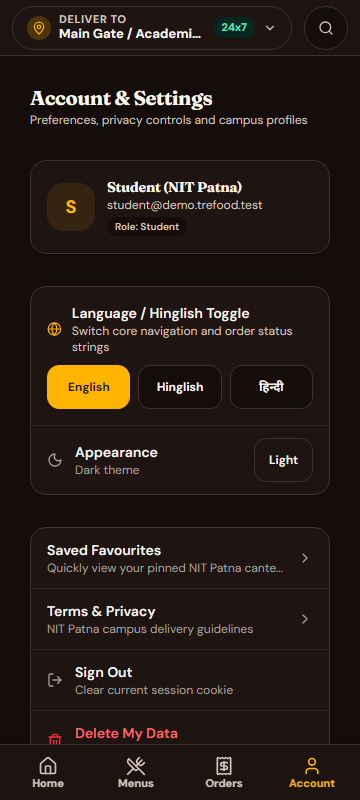 DELIVER TO
Main Gate / Academi...
24x7
Account & Settings
Preferences, privacy controls and campus profiles
S
Student (NIT Patna)
student@demo.trefood.test
Role: Student
Language / Hinglish Toggle
Switch core navigation and order status
strings
English
Hinglish
हिन्दी
Appearance
Dark theme
Light
Saved Favourites
Quickly view your pinned NIT Patna cante...
Terms & Privacy
NIT Patna campus delivery guidelines
Sign Out
Clear current session cookie
Delete My Data
Home
Menus
Orders
Account